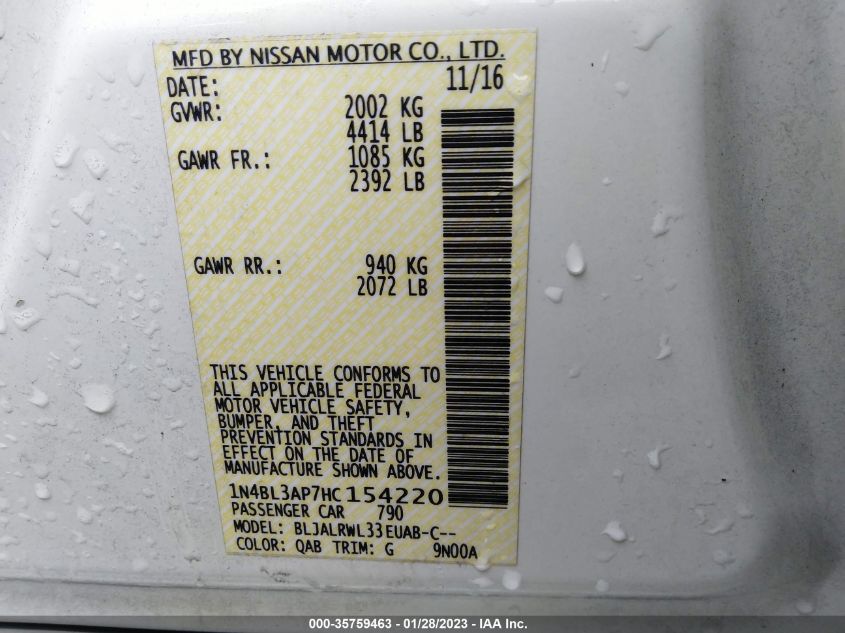 MFD BY NISSAN MOTOR CO., LTD.
DATE: 11/16
GVWR: 2002 KG
4414 LB
GAWR FR.: 1085 KG
2392 LB
GAWR RR.: 940 KG
2072 LB
THIS VEHICLE CONFORMS TO
ALL APPLICABLE FEDERAL
MOTOR VEHICLE SAFETY,
BUMPER, AND THEFT
PREVENTION STANDARDS IN
EFFECT ON THE DATE OF
MANUFACTURE SHOWN ABOVE.
1N4BL3AP7HC154220
PASSENGER CAR 790
MODEL: BLJALRWL33EUAB-C--
COLOR: QAB TRIM: G 9N00A
000-35759463 - 01/28/2023 - IAA Inc.